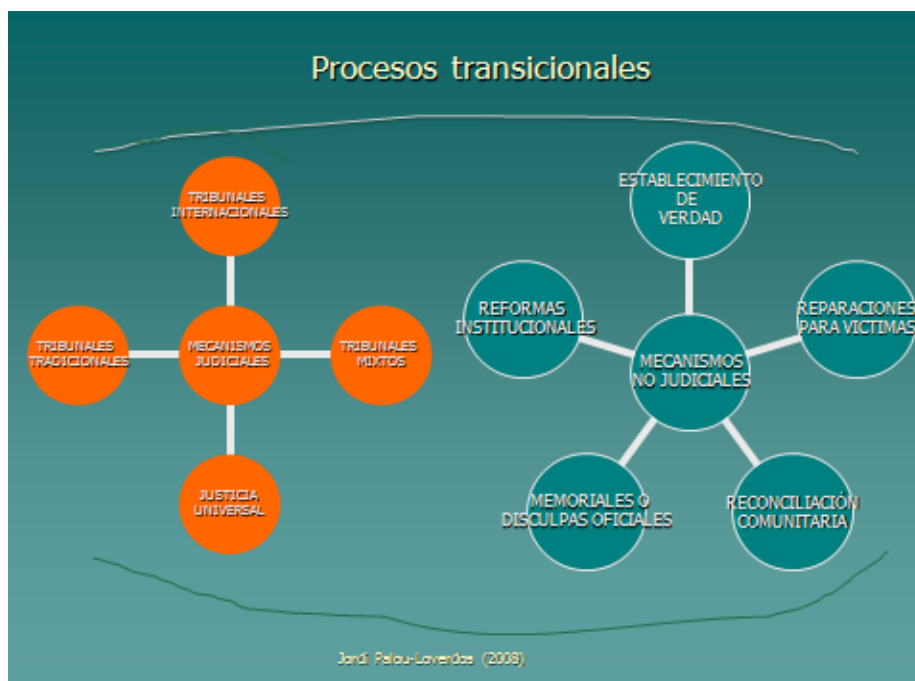 Procesos transicionales
TRIBUNALES
INTERNACIONALES
TRIBUNALES
TRADICIONALES
MECANISMOS
JUDICIALES
TRIBUNALES
MIXTOS
JUSTICIA
UNIVERSAL
ESTABLECIMIENTO
DE
VERDAD
REFORMAS
INSTITUCIONALES
REPARACIONES
PARA VICTIMAS
MECANISMOS
NO JUDICIALES
MEMORIALES O
DISCULPAS OFICIALES
RECONCILIACIÓN
COMUNITARIA
Jordi Palou-Loverdos (2008)